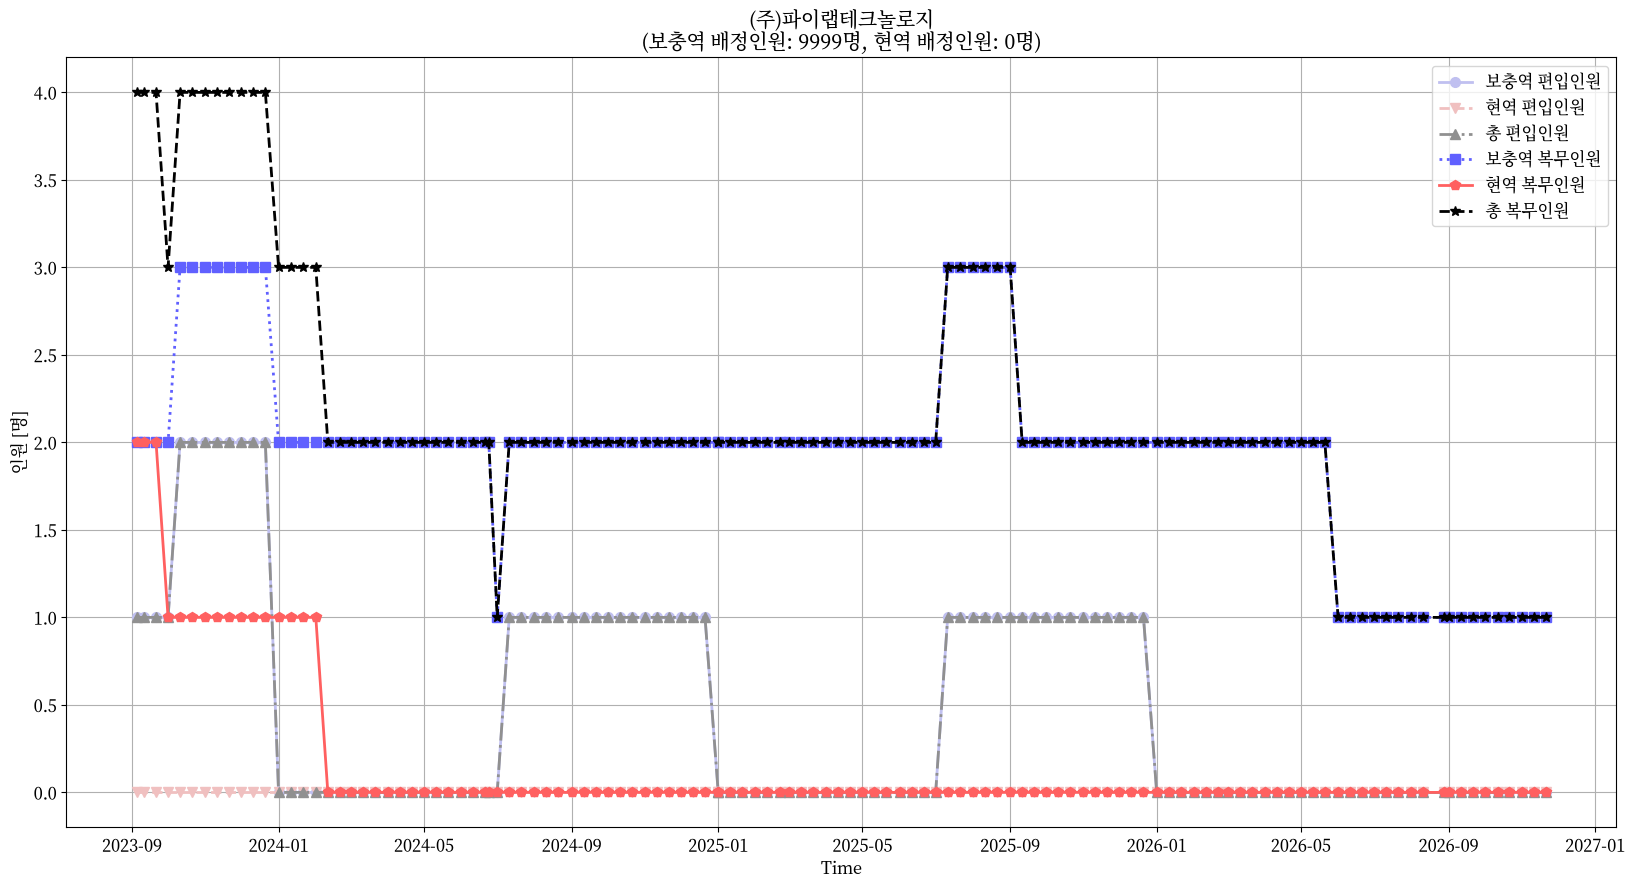 (주)파이랩테크놀로지
(보충역 배정인원: 9999명, 현역 배정인원: 0명)
보충역 편입인원
현역 편입인원
총 편입인원
보충역 복무인원
현역 복무인원
총 복무인원
인원 [명]
4.0
3.5
3.0
2.5
2.0
1.5
1.0
0.5
0.0
2023-09
2024-01
2024-05
2024-09
2025-01
2025-05
2025-09
2026-01
2026-05
2026-09
2027-01
Time